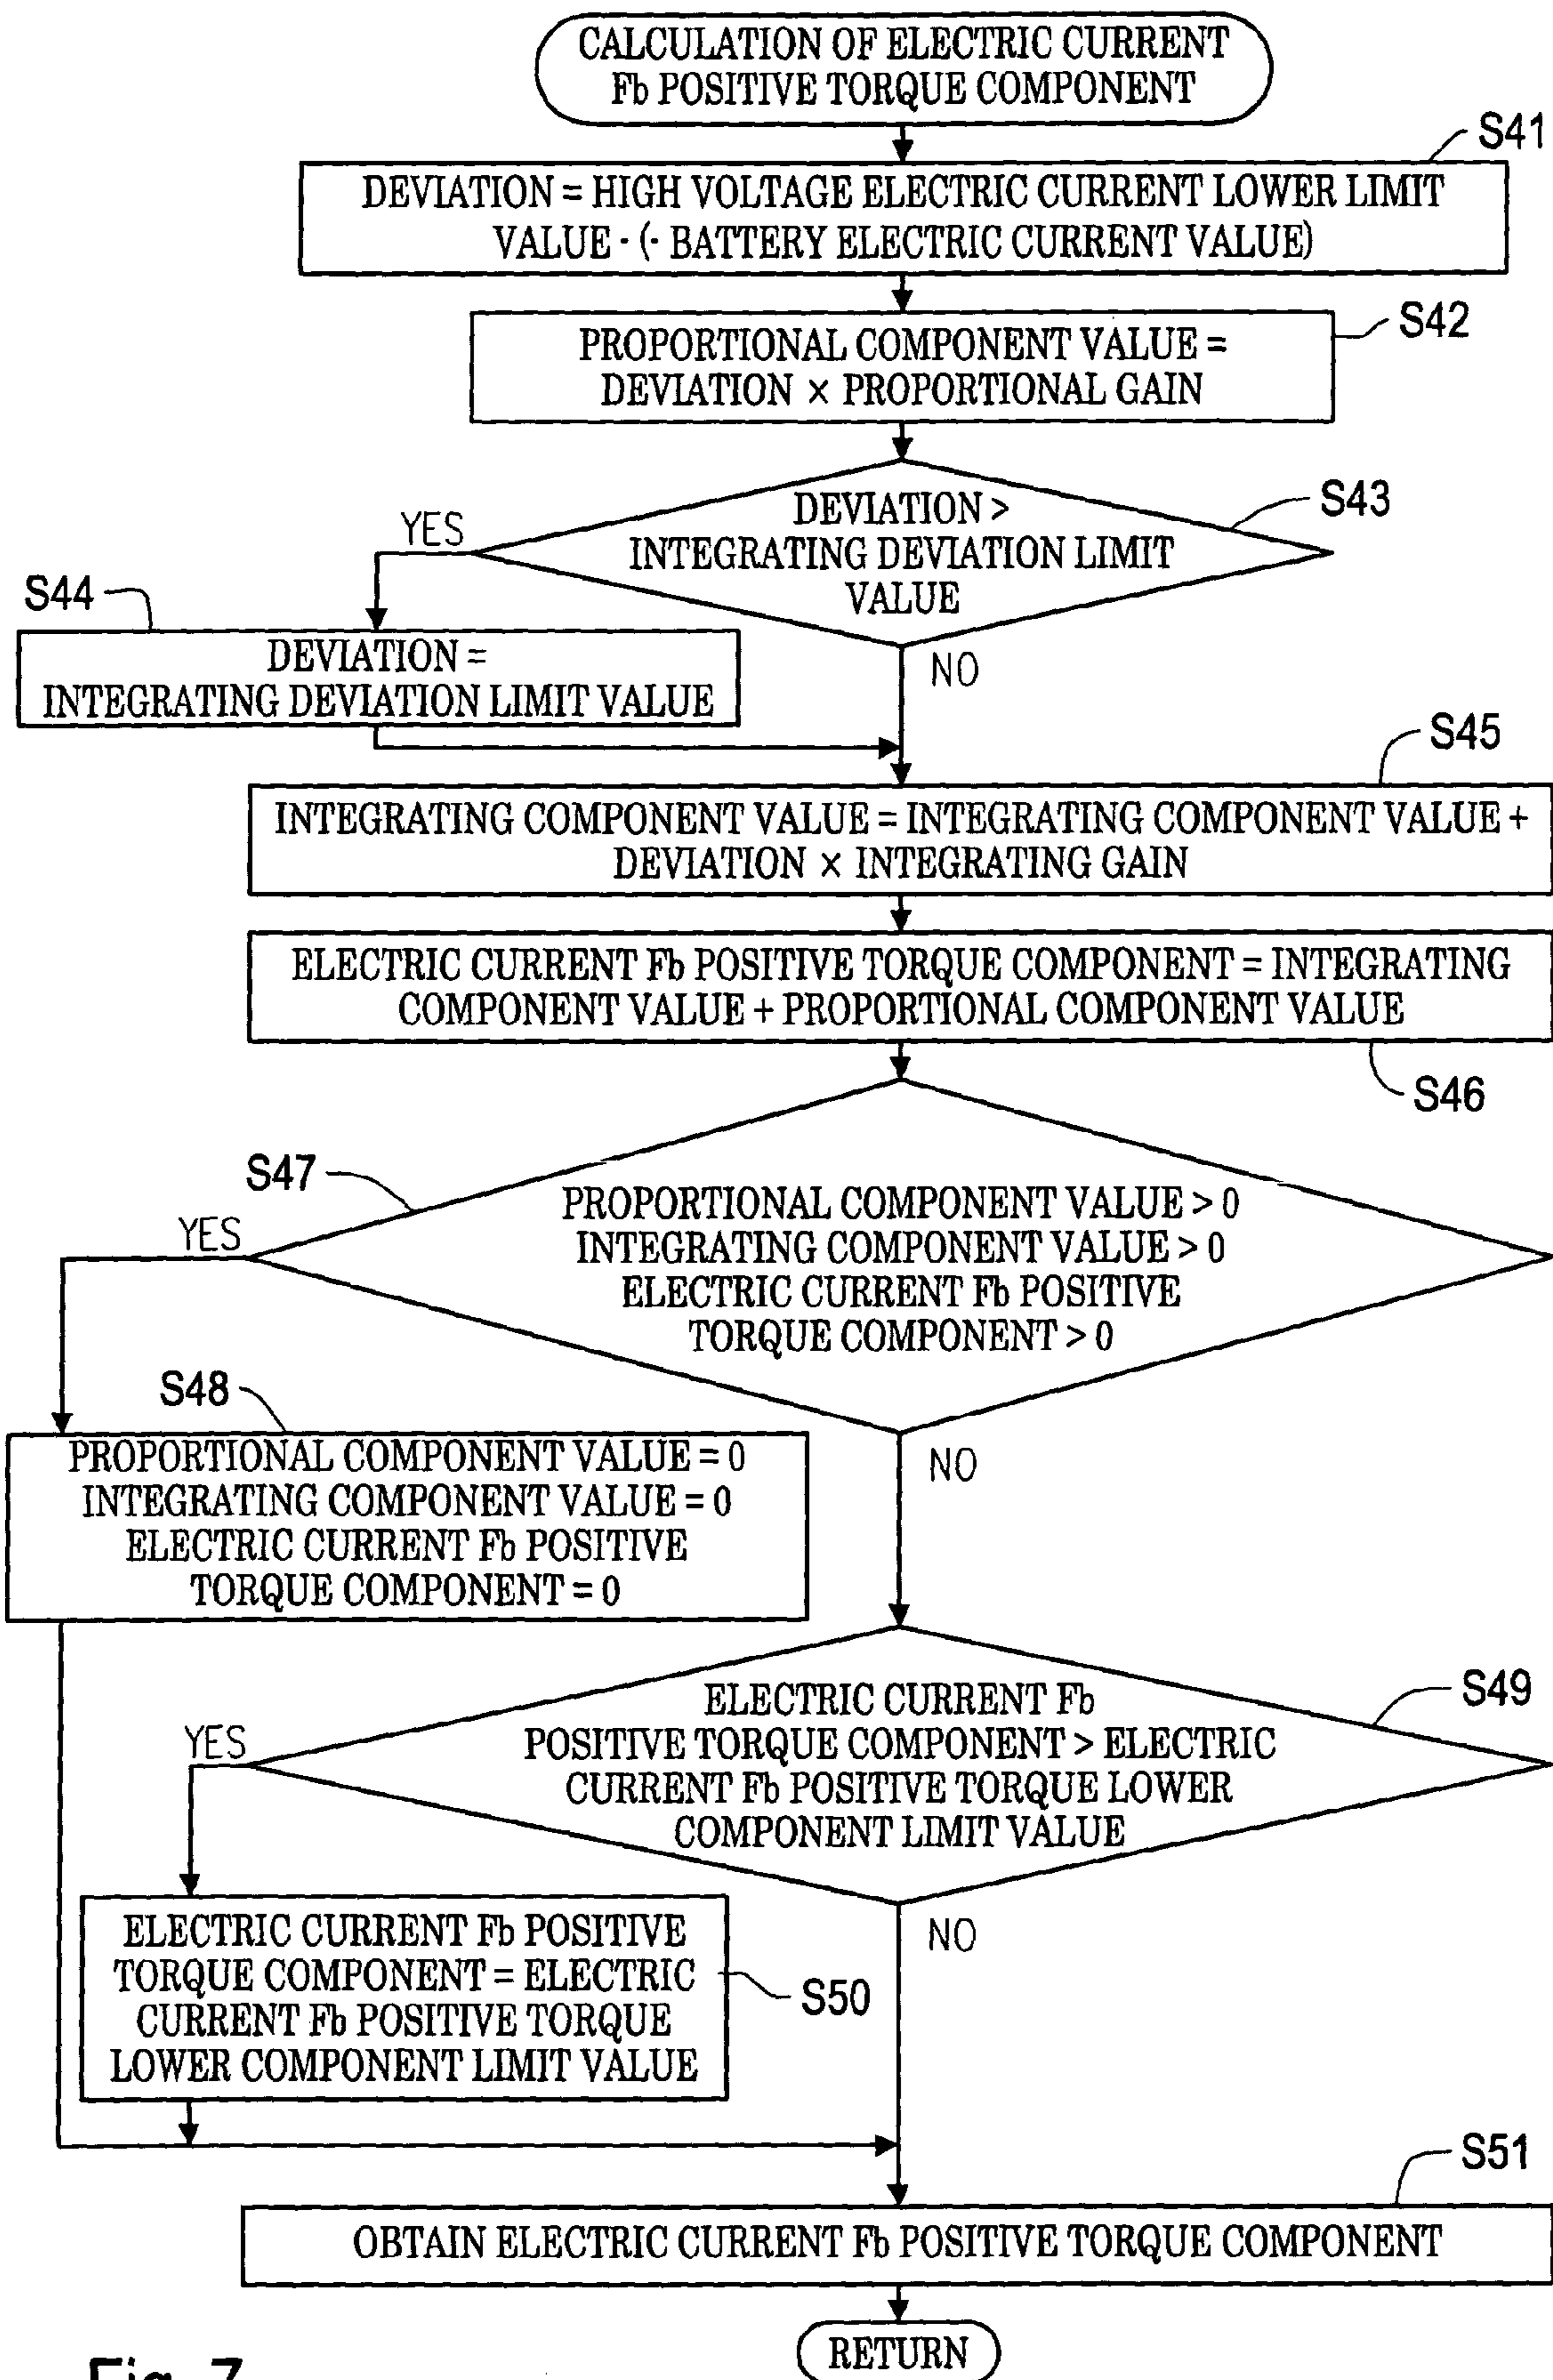 CALCULATION OF ELECTRIC CURRENT
Fb POSITIVE TORQUE COMPONENT
S41
DEVIATION = HIGH VOLTAGE ELECTRIC CURRENT LOWER LIMIT
VALUE - (- BATTERY ELECTRIC CURRENT VALUE)
S42
PROPORTIONAL COMPONENT VALUE =
DEVIATION × PROPORTIONAL GAIN
S43
DEVIATION >
INTEGRATING DEVIATION LIMIT
VALUE
YES
NO
S44
DEVIATION =
INTEGRATING DEVIATION LIMIT VALUE
S45
INTEGRATING COMPONENT VALUE = INTEGRATING COMPONENT VALUE +
DEVIATION × INTEGRATING GAIN
ELECTRIC CURRENT Fb POSITIVE TORQUE COMPONENT = INTEGRATING
COMPONENT VALUE + PROPORTIONAL COMPONENT VALUE
S46
S47
YES
PROPORTIONAL COMPONENT VALUE > 0
INTEGRATING COMPONENT VALUE > 0
ELECTRIC CURRENT Fb POSITIVE
TORQUE COMPONENT > 0
NO
S48
PROPORTIONAL COMPONENT VALUE = 0
INTEGRATING COMPONENT VALUE = 0
ELECTRIC CURRENT Fb POSITIVE
TORQUE COMPONENT = 0
S49
YES
ELECTRIC CURRENT Fb
POSITIVE TORQUE COMPONENT > ELECTRIC
CURRENT Fb POSITIVE TORQUE LOWER
COMPONENT LIMIT VALUE
NO
ELECTRIC CURRENT Fb POSITIVE
TORQUE COMPONENT = ELECTRIC
CURRENT Fb POSITIVE TORQUE
LOWER COMPONENT LIMIT VALUE
S50
S51
OBTAIN ELECTRIC CURRENT Fb POSITIVE TORQUE COMPONENT
RETURN
Fig. 7